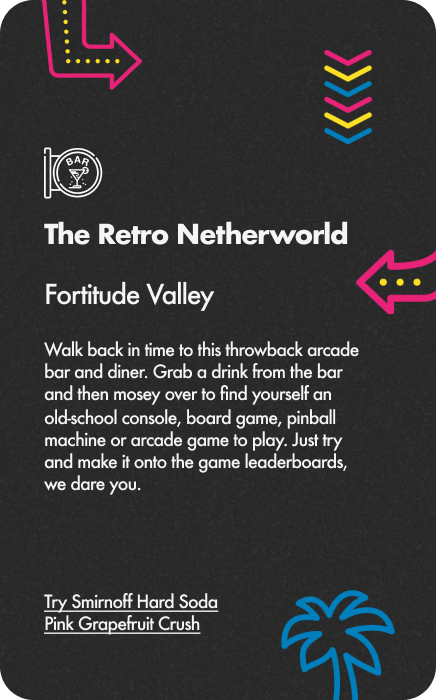 BAR
The Retro Netherworld
Fortitude Valley
Walk back in time to this throwback arcade
bar and diner. Grab a drink from the bar
and then mosey over to find yourself an
old-school console, board game, pinball
machine or arcade game to play. Just try
and make it onto the game leaderboards,
we dare you.
Try Smirnoff Hard Soda
Pink Grapefruit Crush